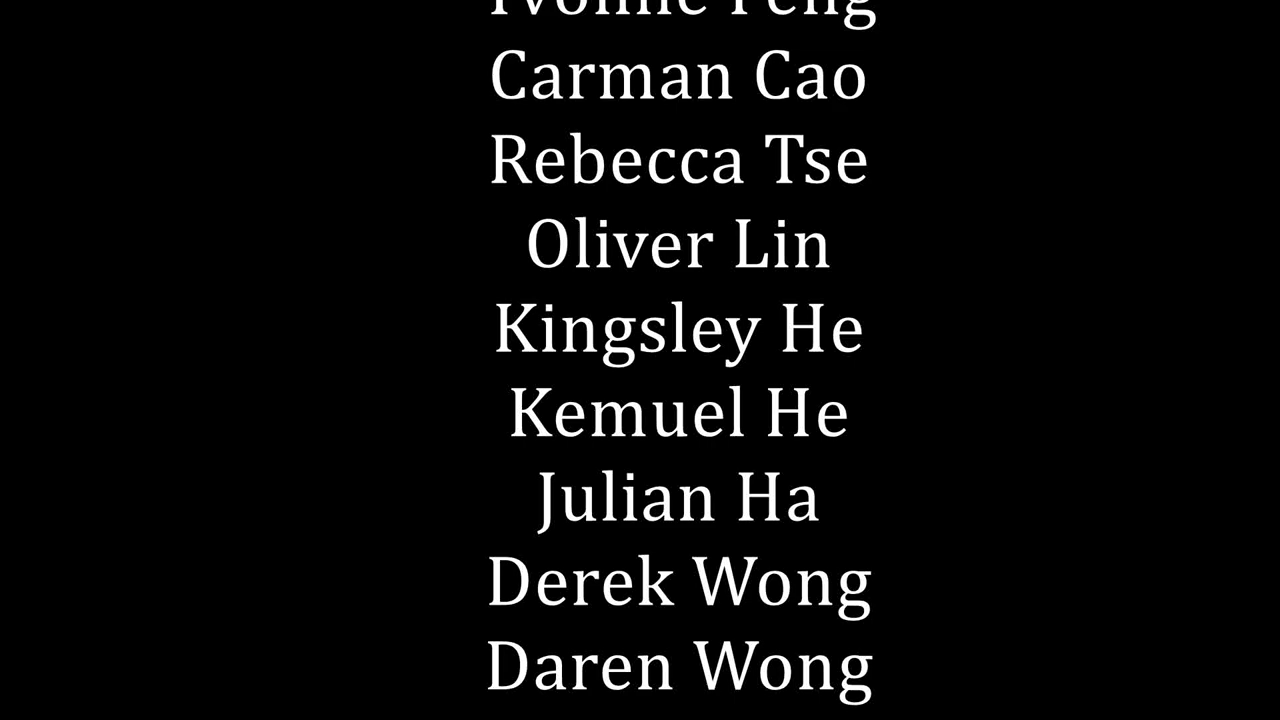 Carman Cao
Rebecca Tse
Oliver Lin
Kingsley He
Kemuel He
Julian Ha
Derek Wong
Daren Wong